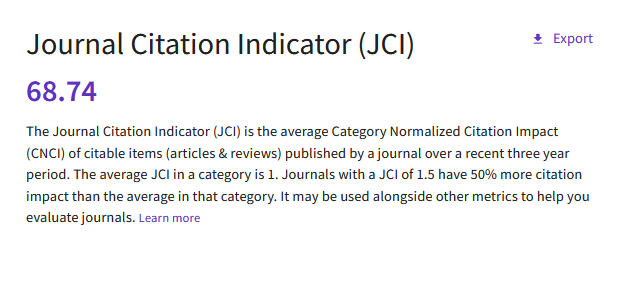 Journal Citation Indicator (JCI)
Export
68.74
The Journal Citation Indicator (JCI) is the average Category Normalized Citation Impact
(CNCI) of citable items (articles & reviews) published by a journal over a recent three year
period. The average JCI in a category is 1. Journals with a JCI of 1.5 have 50% more citation
impact than the average in that category. It may be used alongside other metrics to help you
evaluate journals. Learn more